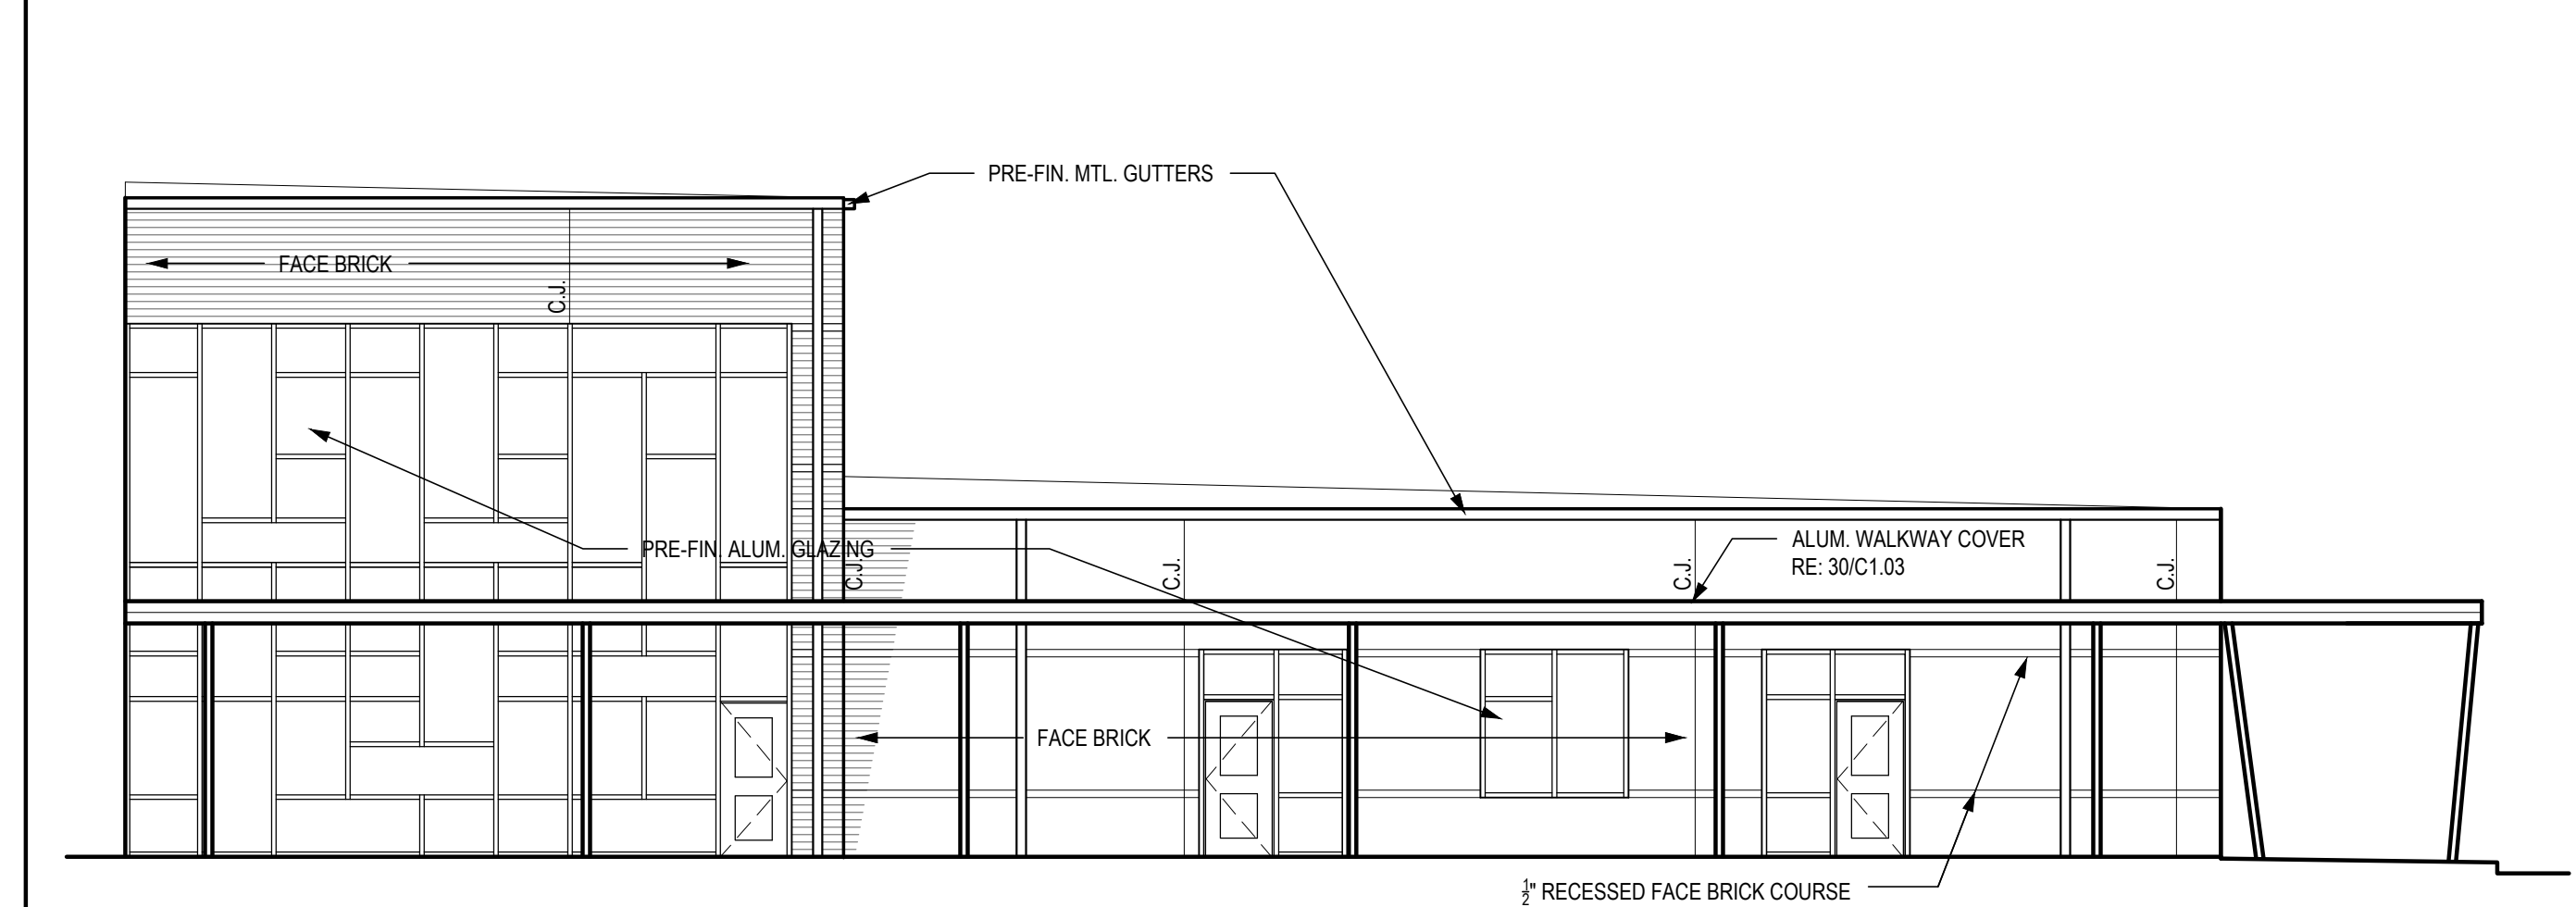 PRE-FIN. MTL. GUTTERS
FACE BRICK
C.J.
PRE-FIN. ALUM. GLAZING
C.J.
C.J.
C.J.
ALUM. WALKWAY COVER
RE: 30/C1.03
C.J.
FACE BRICK
½" RECESSED FACE BRICK COURSE